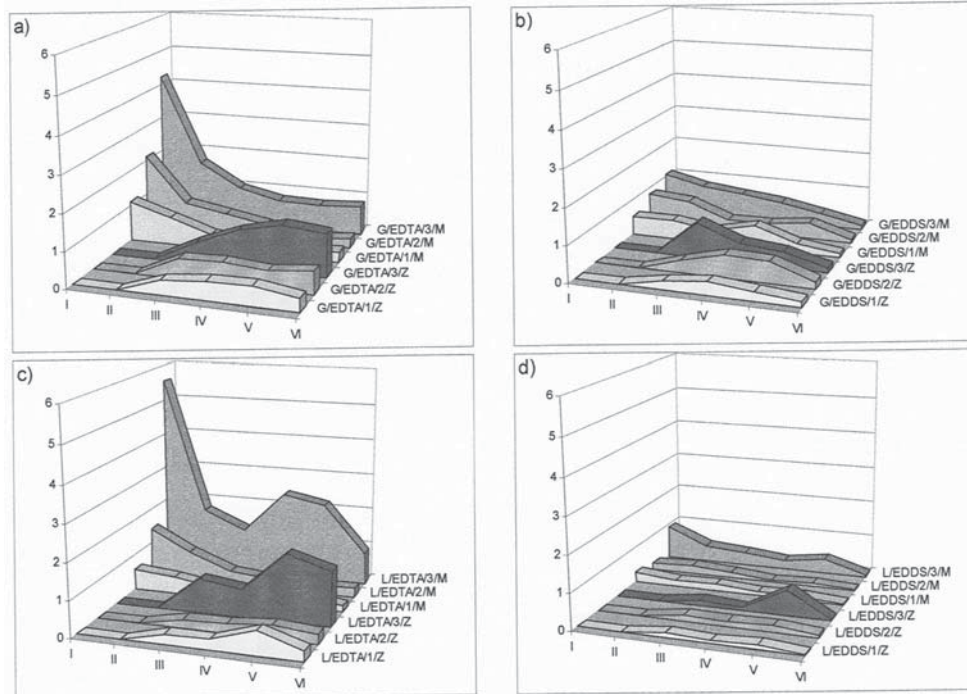 a)
6
5
4
3
2
1
0
I
II
III
IV
V
VI
G/EDTA/3/M
G/EDTA/2/M
G/EDTA/1/M
G/EDTA/3/Z
G/EDTA/2/Z
G/EDTA/1/Z
b)
6
5
4
3
2
1
0
I
II
III
IV
V
VI
G/EDDS/3/M
G/EDDS/2/M
G/EDDS/1/M
G/EDDS/3/Z
G/EDDS/2/Z
G/EDDS/1/Z
c)
6
5
4
3
2
1
0
I
II
III
IV
V
VI
L/EDTA/3/M
L/EDTA/2/M
L/EDTA/1/M
L/EDTA/3/Z
L/EDTA/2/Z
L/EDTA/1/Z
d)
6
5
4
3
2
1
0
I
II
III
IV
V
VI
L/EDDS/3/M
L/EDDS/2/M
L/EDDS/1/M
L/EDDS/3/Z
L/EDDS/2/Z
L/EDDS/1/Z